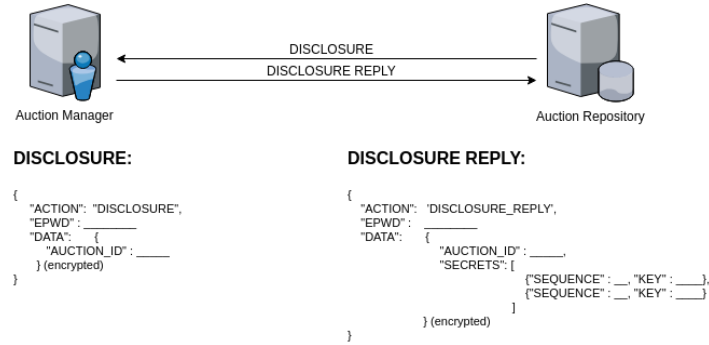 DISCLOSURE
DISCLOSURE REPLY
Auction Manager
Auction Repository
DISCLOSURE:
{
"ACTION": "DISCLOSURE",
"EPWD" : ________
"DATA": {
"AUCTION_ID" : _____
} (encrypted)
}
DISCLOSURE REPLY:
{
"ACTION": 'DISCLOSURE_REPLY',
"EPWD" : ________
"DATA": {
"AUCTION_ID" : _____,
"SECRETS": [
{"SEQUENCE" : __, "KEY" : ____},
{"SEQUENCE" : __, "KEY" : ____}
]
} (encrypted)
}